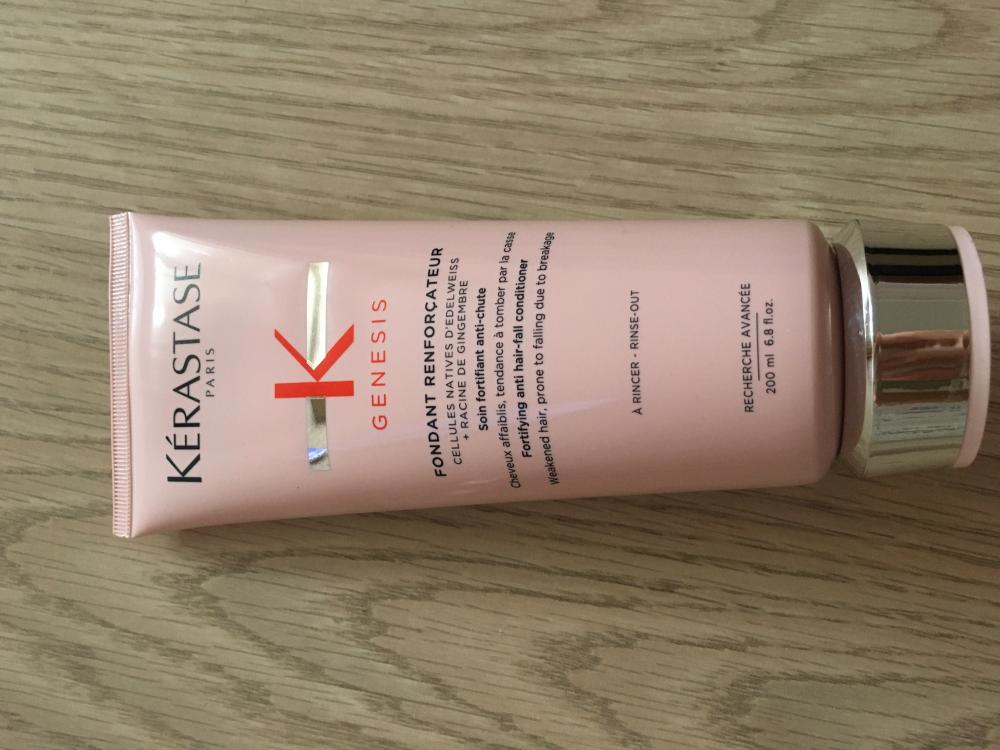 KÉRASTASE
PARIS
K
GENESIS
FONDANT RENFORÇATEUR
CELLULES NATIVES D'EDELWEISS
+ RACINE DE GINGEMBRE
Soin fortifiant anti-chute
Cheveux affaiblis, tendance à tomber par la casse
Fortifying anti hair-fall conditioner
Weakened hair, prone to falling due to breakage
À RINCER - RINSE-OUT
RECHERCHE AVANCÉE
200 ml 6.8 fl.oz.